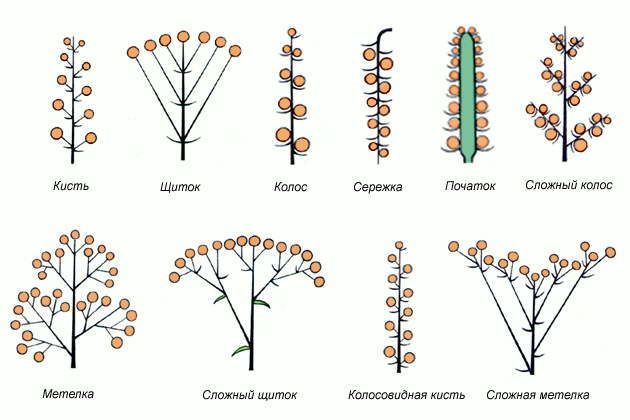 Кисть
Щиток
Колос
Сережка
Початок
Сложный колос
Метелка
Сложный щиток
Колосовидная кисть
Сложная метелка